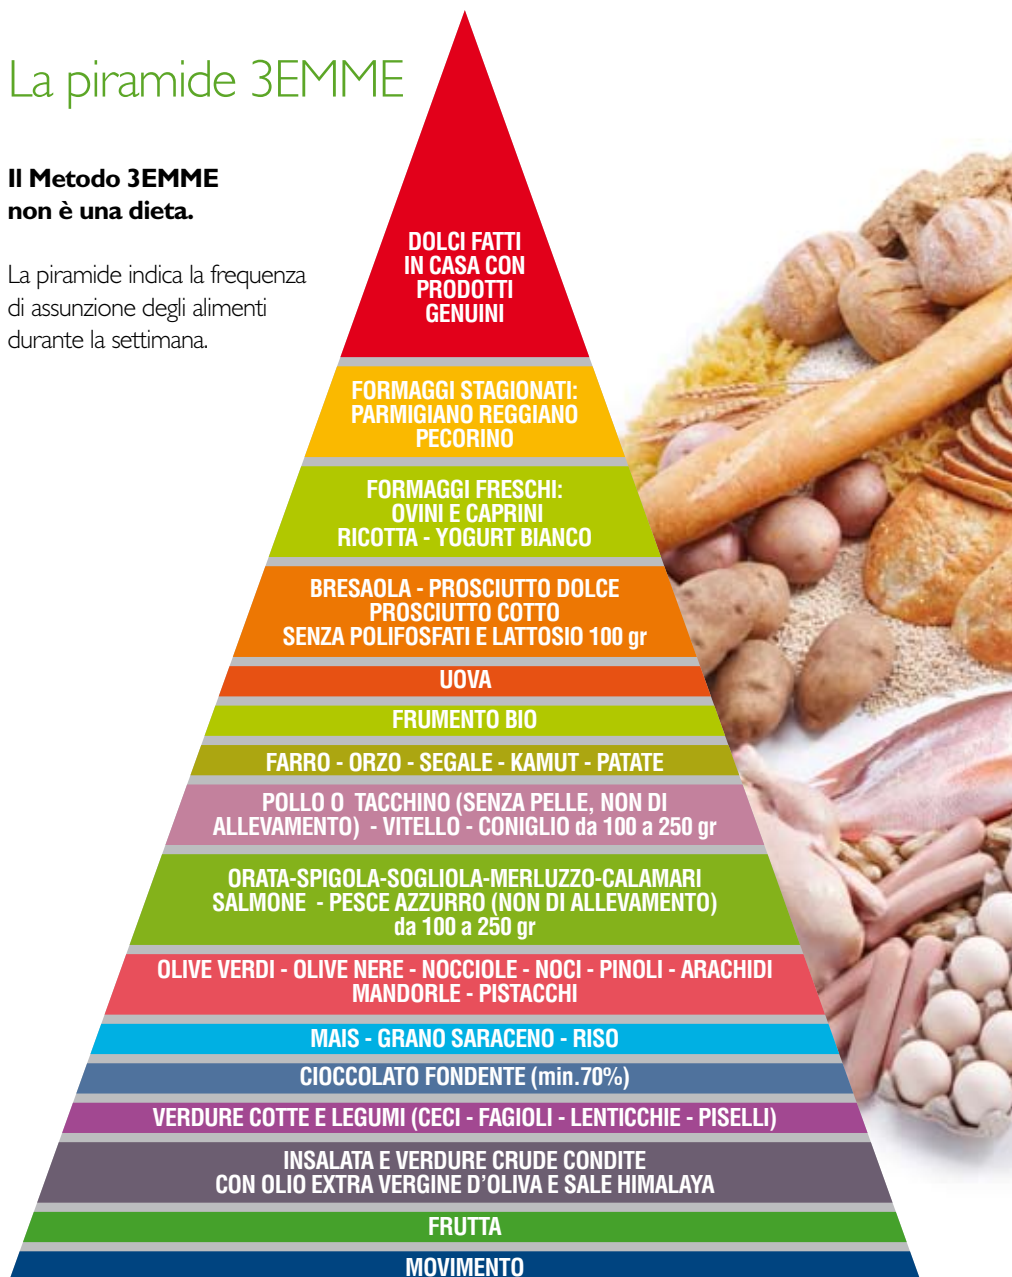 La piramide 3EMME
Il Metodo 3EMME
non è una dieta.
La piramide indica la frequenza
di assunzione degli alimenti
durante la settimana.
DOLCI FATTI
IN CASA CON
PRODOTTI
GENUINI
FORMAGGI STAGIONATI:
PARMIGIANO REGGIANO
PECORINO
FORMAGGI FRESCHI:
OVINI E CAPRINI
RICOTTA - YOGURT BIANCO
BRESAOLA - PROSCIUTTO DOLCE
PROSCIUTTO COTTO
SENZA POLIFOSFATI E LATTOSIO 100 gr
UOVA
FRUMENTO BIO
FARRO - ORZO - SEGALE - KAMUT - PATATE
POLLO O TACCHINO (SENZA PELLE, NON DI
ALLEVAMENTO) - VITELLO - CONIGLIO da 100 a 250 gr
ORATA-SPIGOLA-SOGLIOLA-MERLUZZO-CALAMARI
SALMONE - PESCE AZZURRO (NON DI ALLEVAMENTO)
da 100 a 250 gr
OLIVE VERDI - OLIVE NERE - NOCCIOLE - NOCI - PINOLI - ARACHIDI
MANDORLE - PISTACCHI
MAIS - GRANO SARACENO - RISO
CIOCCOLATO FONDENTE (min.70%)
VERDURE COTTE E LEGUMI (CECI - FAGIOLI - LENTICCHIE - PISELLI)
INSALATA E VERDURE CRUDE CONDITE
CON OLIO EXTRA VERGINE D'OLIVA E SALE HIMALAYA
FRUTTA
MOVIMENTO